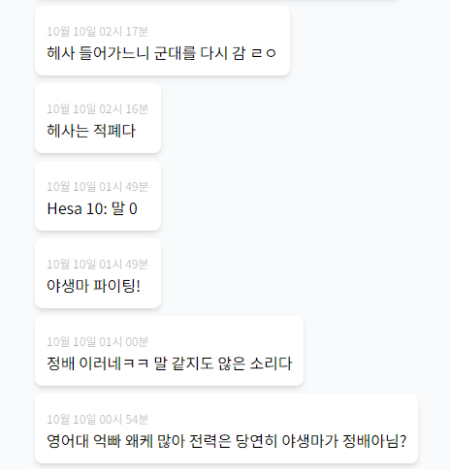 10월 10일 02시 17분
헤사 들어가느니 군대를 다시 감 ㄹㅇ
10월 10일 02시 16분
헤사는 적폐다
10월 10일 01시 49분
Hesa 10: 말 0
10월 10일 01시 49분
야생마 파이팅!
10월 10일 01시 00분
정배 이러네ㅋㅋ 말 같지도 않은 소리다
10월 10일 00시 54분
영어대 억빠 왜케 많아 전력은 당연히 야생마가 정배아님?